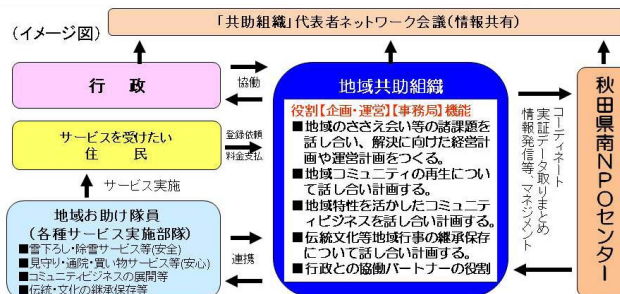 「共助組織」代表者ネットワーク会議(情報共有)
(イメージ図)
行　政
協働
サービスを受けたい
住　民
登録依頼
料金支払
サービス実施
地域お助け隊員
(各種サービス実施部隊)
■雪下ろし・除雪サービス等(安全)
■見守り・通院・買い物サービス等(安心)
■コミュニティビジネスの展開等
■伝統・文化の継承保存等
連携
地域共助組織
役割【企画・運営】【事務局】機能
■地域のささえ会い等の諸課題を
話し合い、解決に向けた経営計
画や運営計画をつくる。
■地域コミュニティの再生につい
て話し合い計画する。
■地域特性を活かしたコミュニ
ティビジネスを話し合い計画する。
■伝統文化等地域行事の継承保存
について話し合い計画する。
■行政との協働パートナーの役割
コーディネート
実証データ取りまとめ
情報発信等、マネジメント
秋田県南NPOセンター